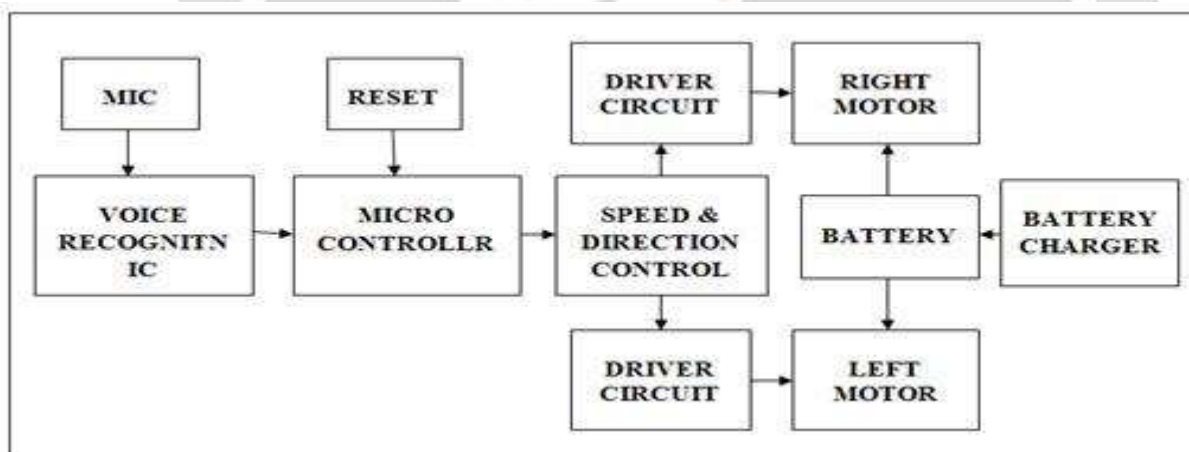 MIC
RESET
DRIVER
CIRCUIT
RIGHT
MOTOR
VOICE
RECOGNITN
IC
MICRO
CONTROLLR
SPEED &
DIRECTION
CONTROL
BATTERY
BATTERY
CHARGER
DRIVER
CIRCUIT
LEFT
MOTOR